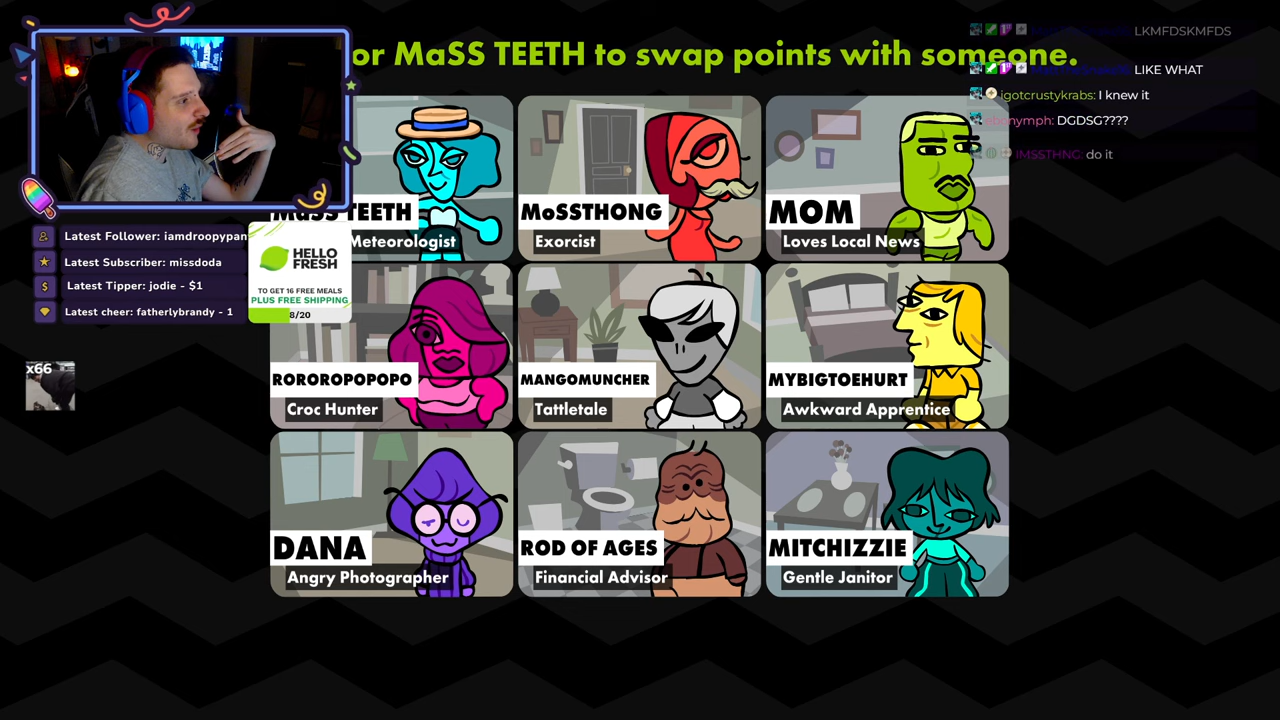 or MaSS TEETH to swap points with someone.
LKMFDSKMFDS
LIKE WHAT
igotcrustykrabs: I knew it
ebonymph: DGDSG????
IMSSTHNG: do it
MaSS TEETH
Meteorologist
MoSSTHONG
Exorcist
MOM
Loves Local News
Latest Follower: iamdroopypan
Latest Subscriber: missdoda
Latest Tipper: jodie - $1
Latest cheer: fatherlybrandy - 1
HELLO
FRESH
TO GET 16 FREE MEALS
PLUS FREE SHIPPING
8/20
x66
ROROROPOPOPO
Croc Hunter
MANGOMUNCHER
Tattletale
MYBIGTOEHURT
Awkward Apprentice
DANA
Angry Photographer
ROD OF AGES
Financial Advisor
MITCHIZZIE
Gentle Janitor